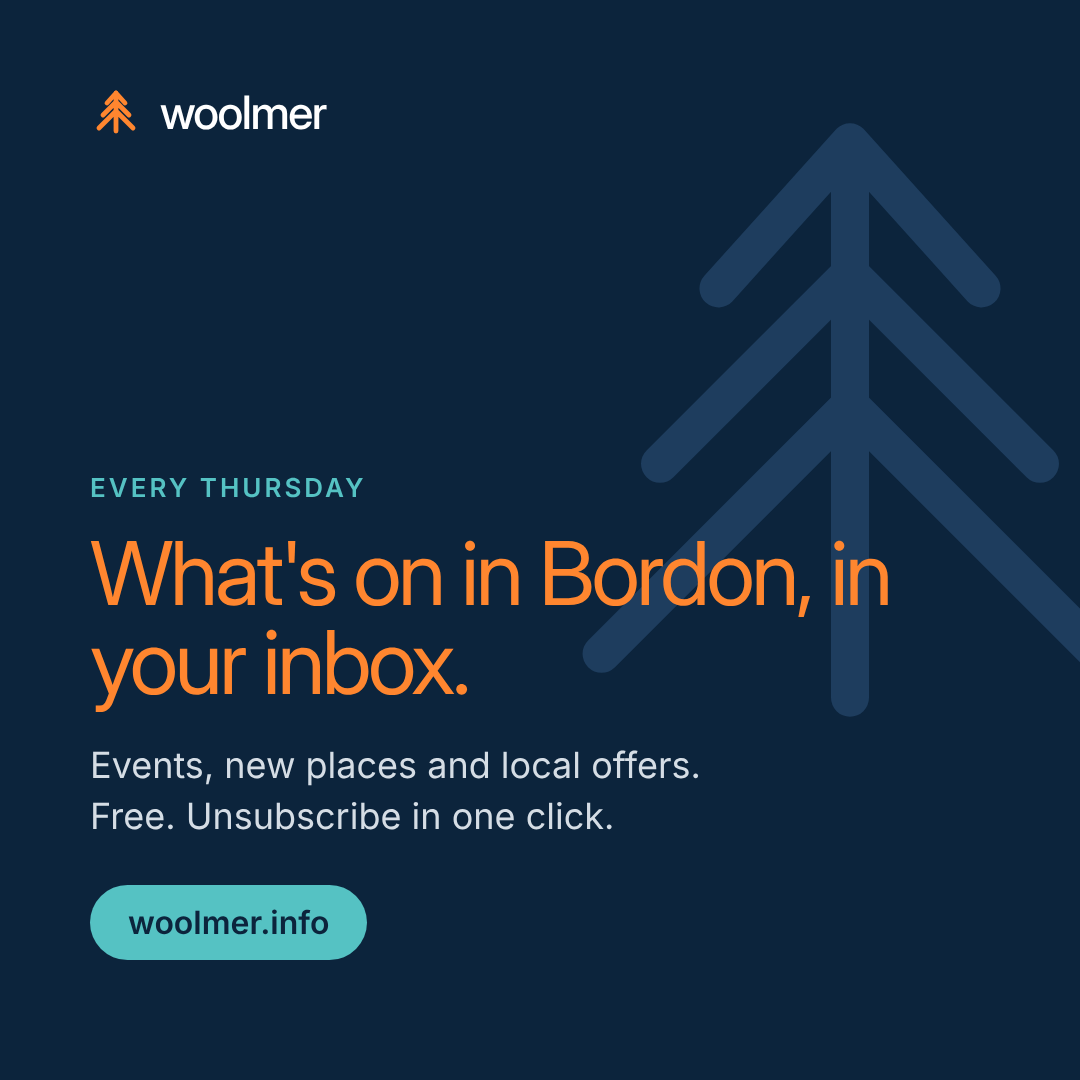 woolmer
EVERY THURSDAY
What's on in Bordon, in
your inbox.
Events, new places and local offers.
Free. Unsubscribe in one click.
woolmer.info